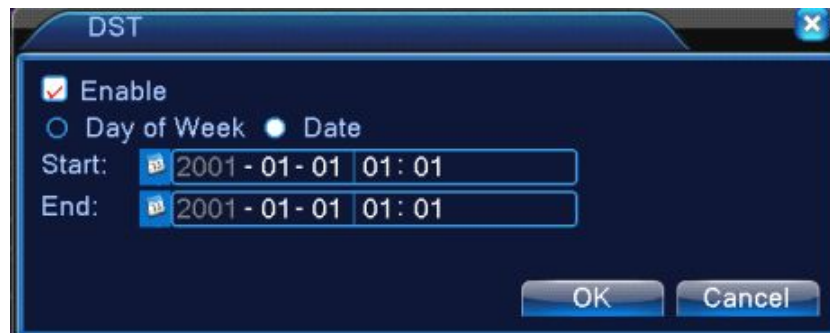 DST
Enable
Day of Week Date
Start: 2001 - 01 - 01 01 : 01
End: 2001 - 01 - 01 01 : 01
OK Cancel